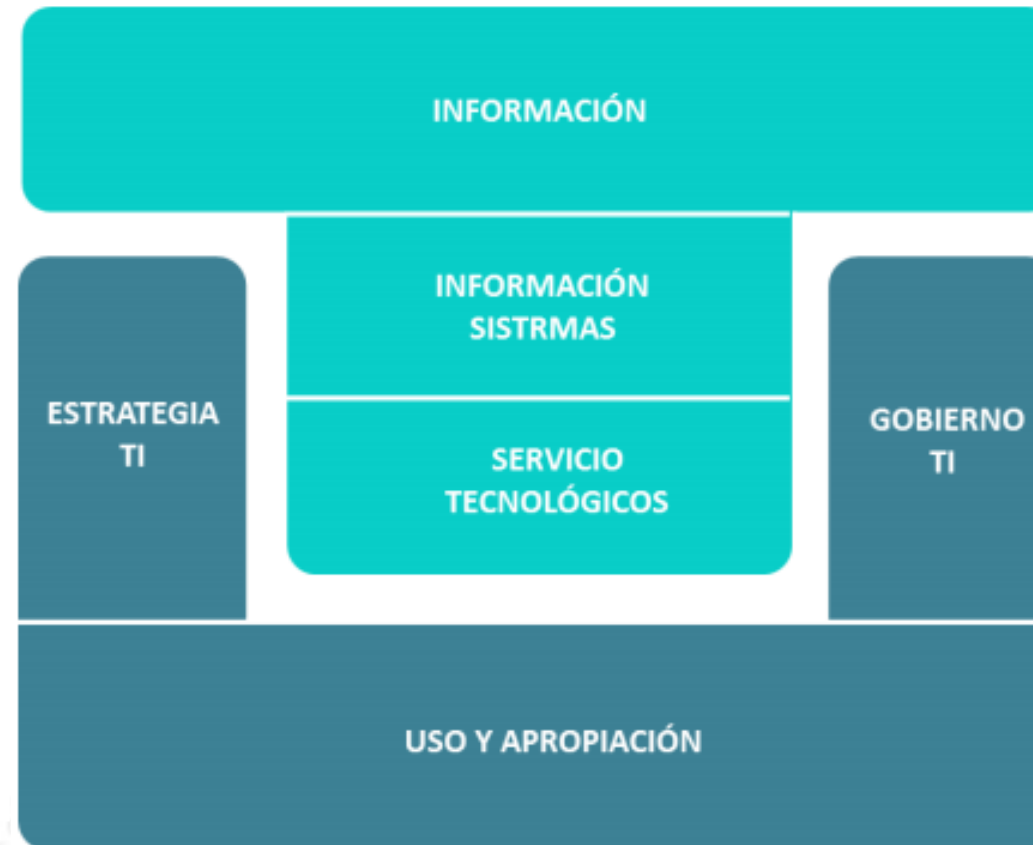 INFORMACIÓN
INFORMACIÓN
SISTRMAS
ESTRATEGIA
TI
SERVICIO
TECNOLÓGICOS
GOBIERNO
TI
USO Y APROPIACIÓN